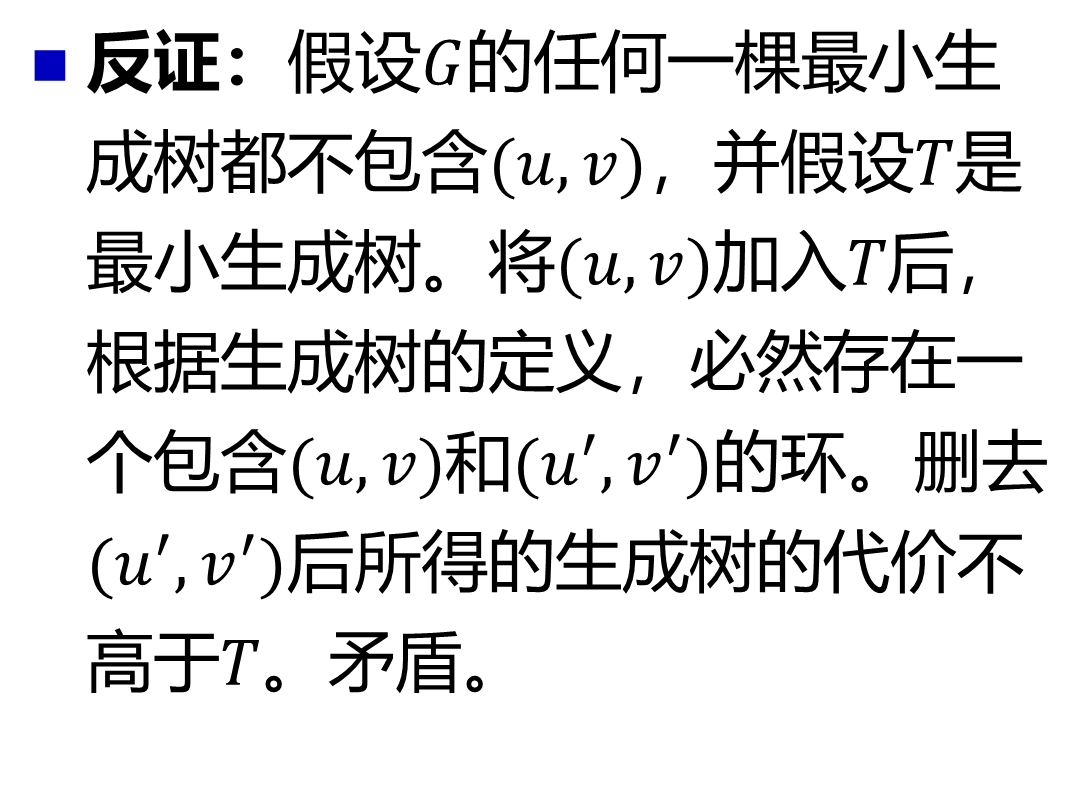 反证：假设𝐺的任何一棵最小生
成树都不包含(𝑢, 𝑣)，并假设𝑇是
最小生成树。将(𝑢, 𝑣)加入𝑇后，
根据生成树的定义，必然存在一
个包含(𝑢, 𝑣)和(𝑢′, 𝑣′)的环。删去
(𝑢′, 𝑣′)后所得的生成树的代价不
高于𝑇。矛盾。